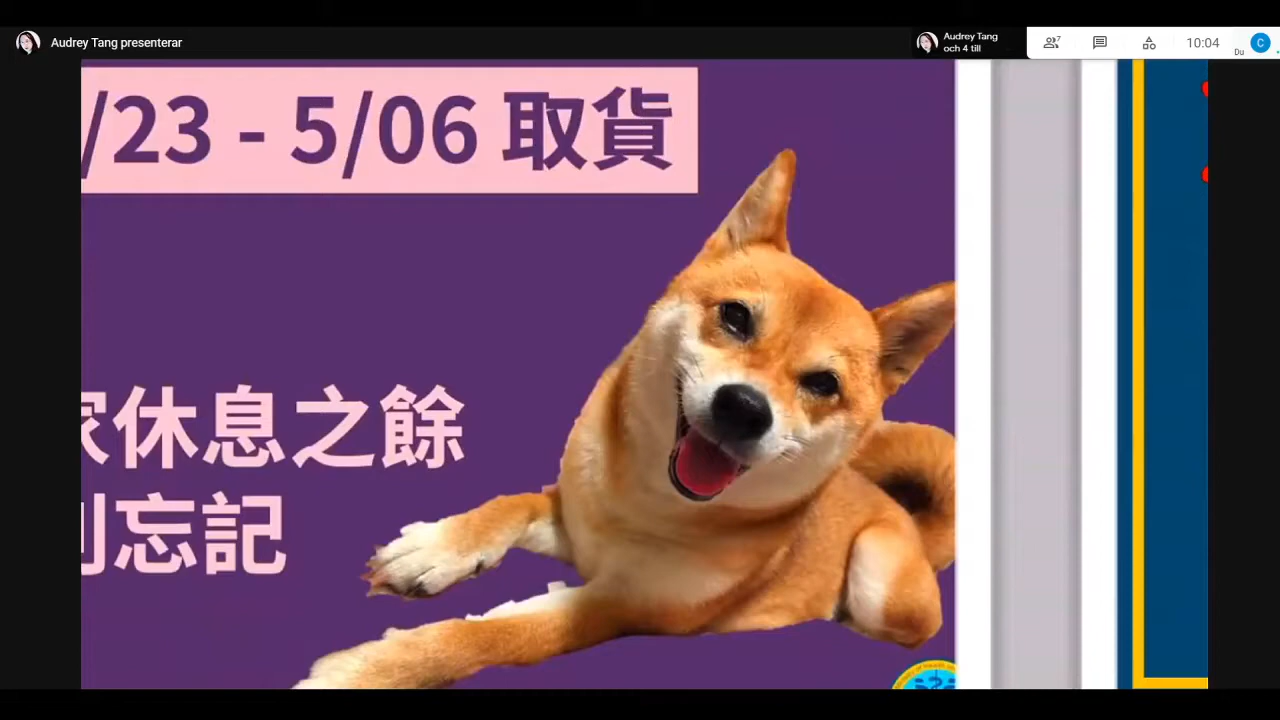 Audrey Tang presenterar
Audrey Tang
och 4 till
7
10:04
Du
C
/23 - 5/06 取貨
家休息之餘
別忘記